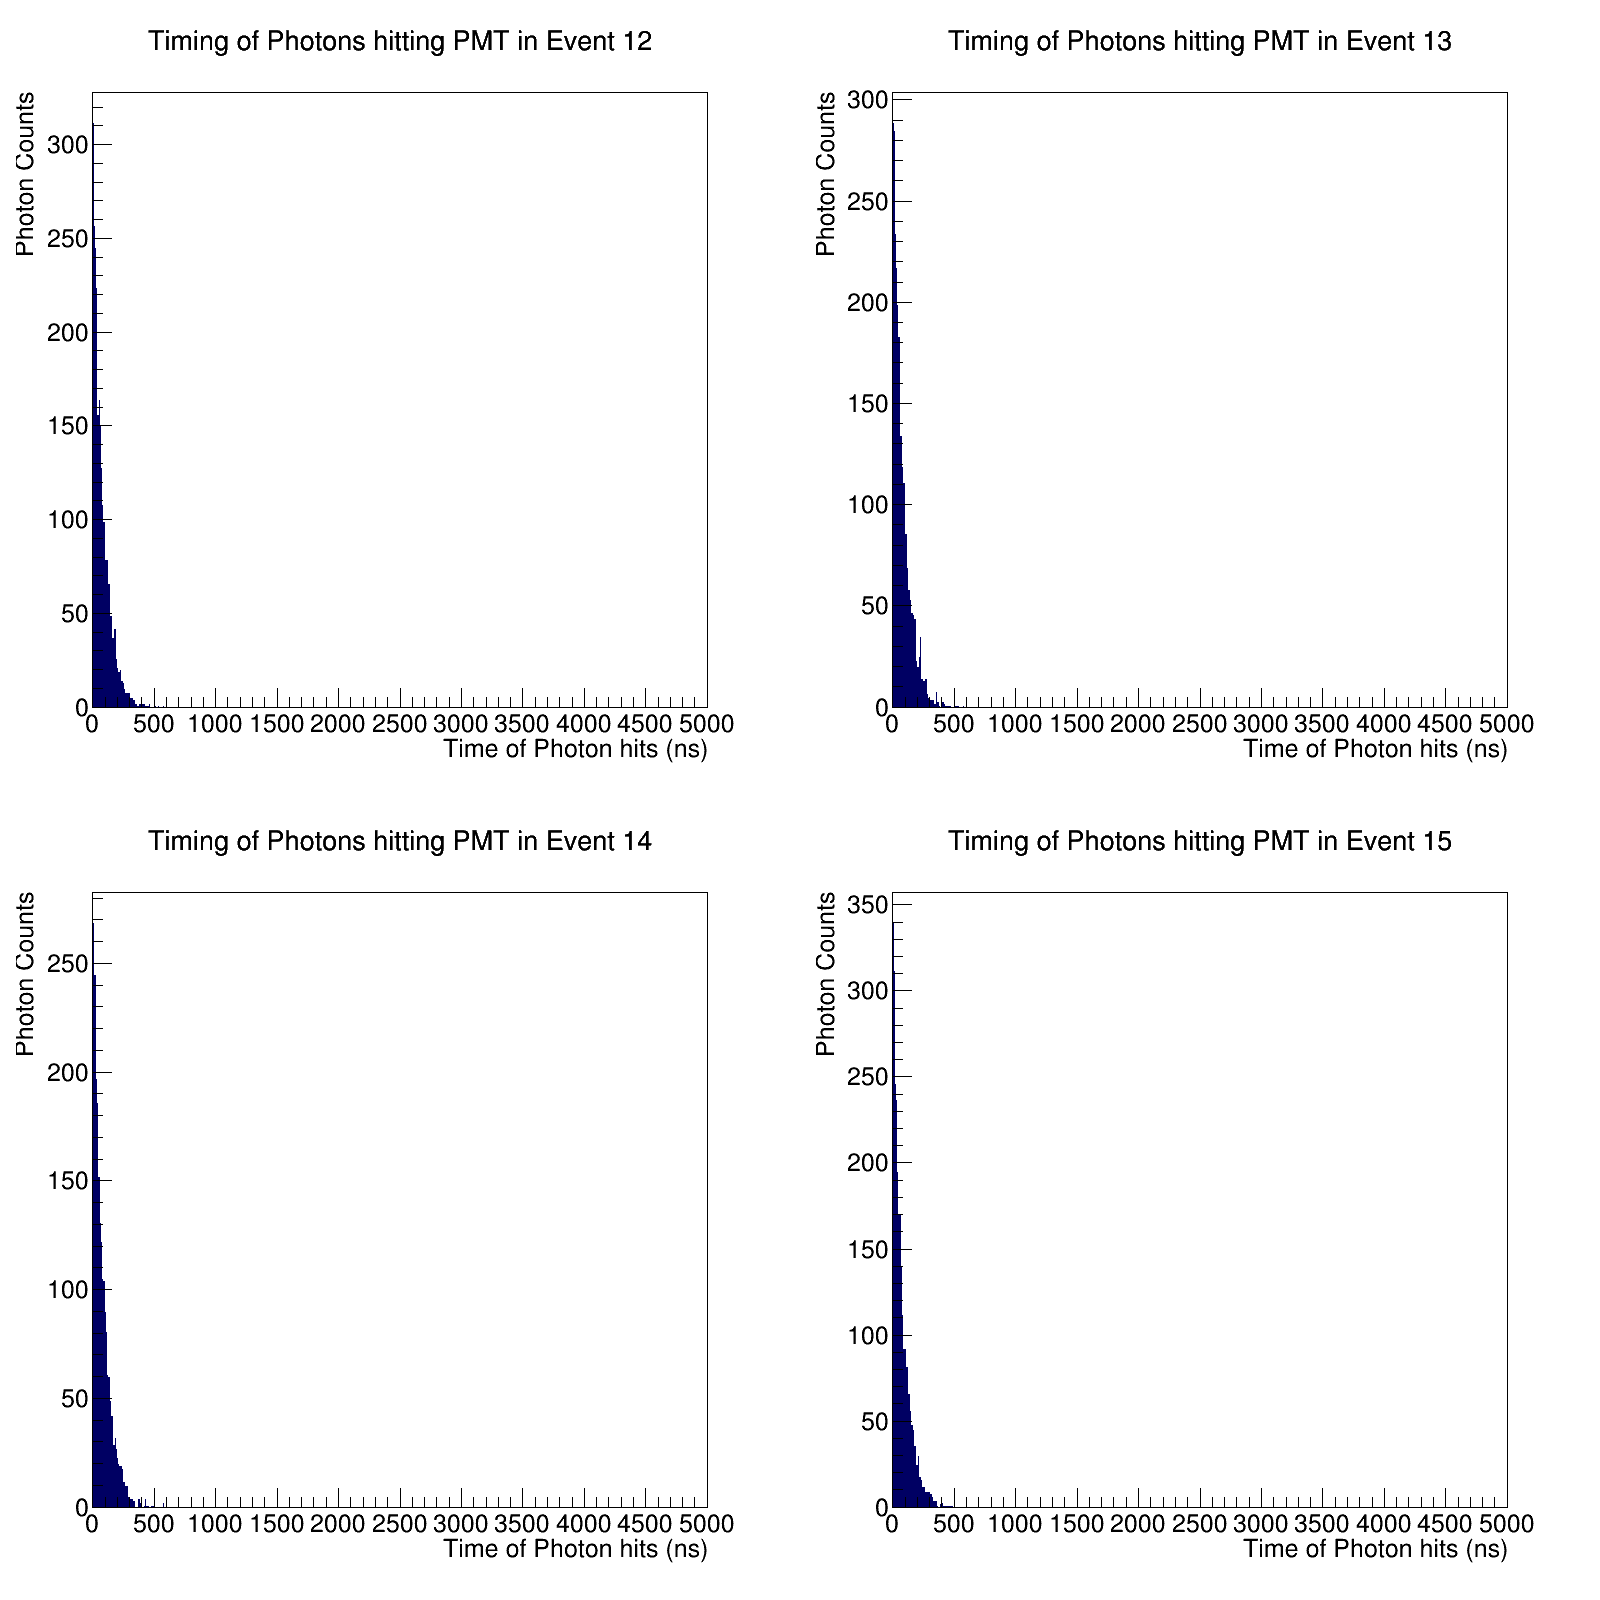 Timing of Photons hitting PMT in Event 12
Photon Counts
300
250
200
150
100
50
0
0 500 1000 1500 2000 2500 3000 3500 4000 4500 5000
Time of Photon hits (ns)
Timing of Photons hitting PMT in Event 13
Photon Counts
300
250
200
150
100
50
0
0 500 1000 1500 2000 2500 3000 3500 4000 4500 5000
Time of Photon hits (ns)
Timing of Photons hitting PMT in Event 14
Photon Counts
250
200
150
100
50
0
0 500 1000 1500 2000 2500 3000 3500 4000 4500 5000
Time of Photon hits (ns)
Timing of Photons hitting PMT in Event 15
Photon Counts
350
300
250
200
150
100
50
0
0 500 1000 1500 2000 2500 3000 3500 4000 4500 5000
Time of Photon hits (ns)